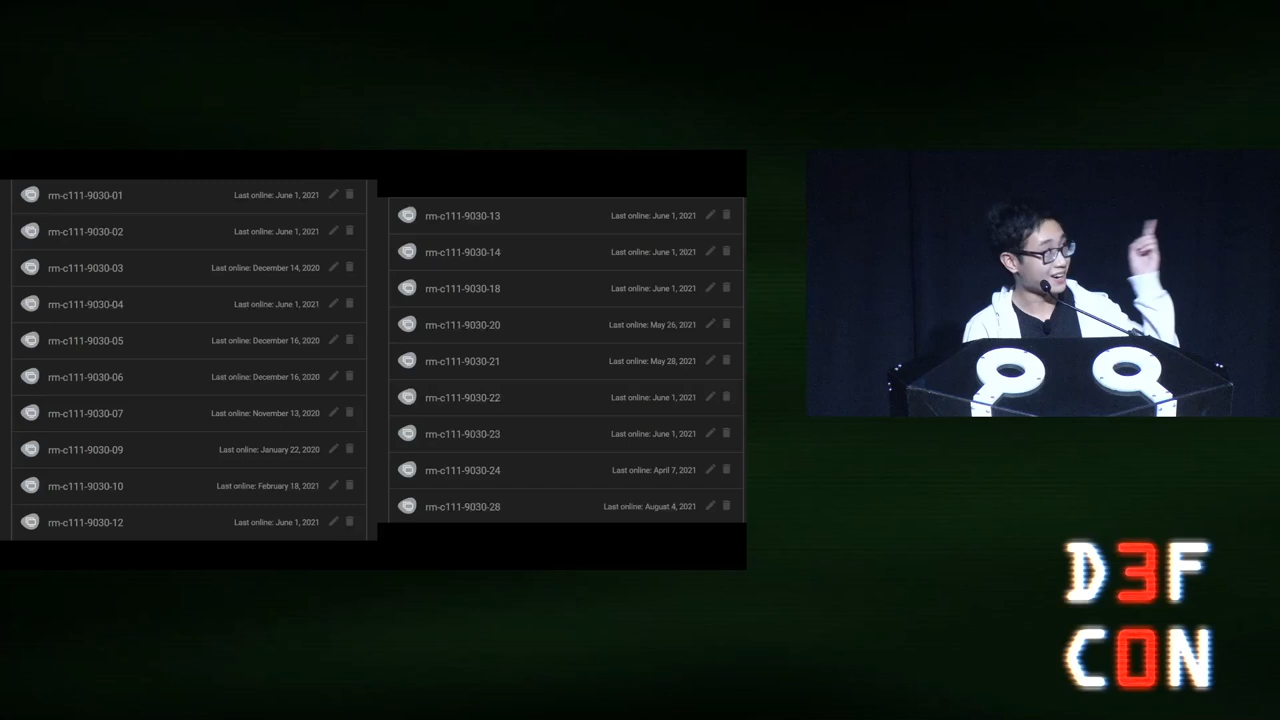 rm-c111-9030-01 Last online: June 1, 2021
rm-c111-9030-02 Last online: June 1, 2021
rm-c111-9030-03 Last online: December 14, 2020
rm-c111-9030-04 Last online: June 1, 2021
rm-c111-9030-05 Last online: December 16, 2020
rm-c111-9030-06 Last online: December 16, 2020
rm-c111-9030-07 Last online: November 13, 2020
rm-c111-9030-09 Last online: January 22, 2020
rm-c111-9030-10 Last online: February 18, 2021
rm-c111-9030-12 Last online: June 1, 2021
rm-c111-9030-13 Last online: June 1, 2021
rm-c111-9030-14 Last online: June 1, 2021
rm-c111-9030-18 Last online: June 1, 2021
rm-c111-9030-20 Last online: May 26, 2021
rm-c111-9030-21 Last online: May 28, 2021
rm-c111-9030-22 Last online: June 1, 2021
rm-c111-9030-23 Last online: June 1, 2021
rm-c111-9030-24 Last online: April 7, 2021
rm-c111-9030-28 Last online: August 4, 2021
D3F
C0N